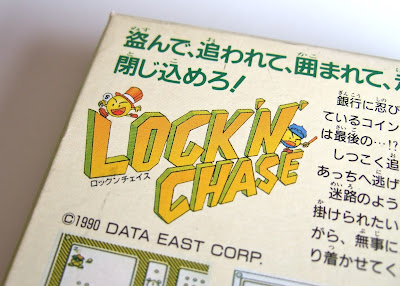 盗んで、追われて、囲まれて、
閉じ込めろ!
LOCK'N'
CHASE
ロックンチェイス
©1990 DATA EAST CORP.
銀行に忍び
ているコイン
は最後の…!?
しつこく追
あっちへ逃げ
迷路のよう
掛けられたい
から、無事に
り着かせてく